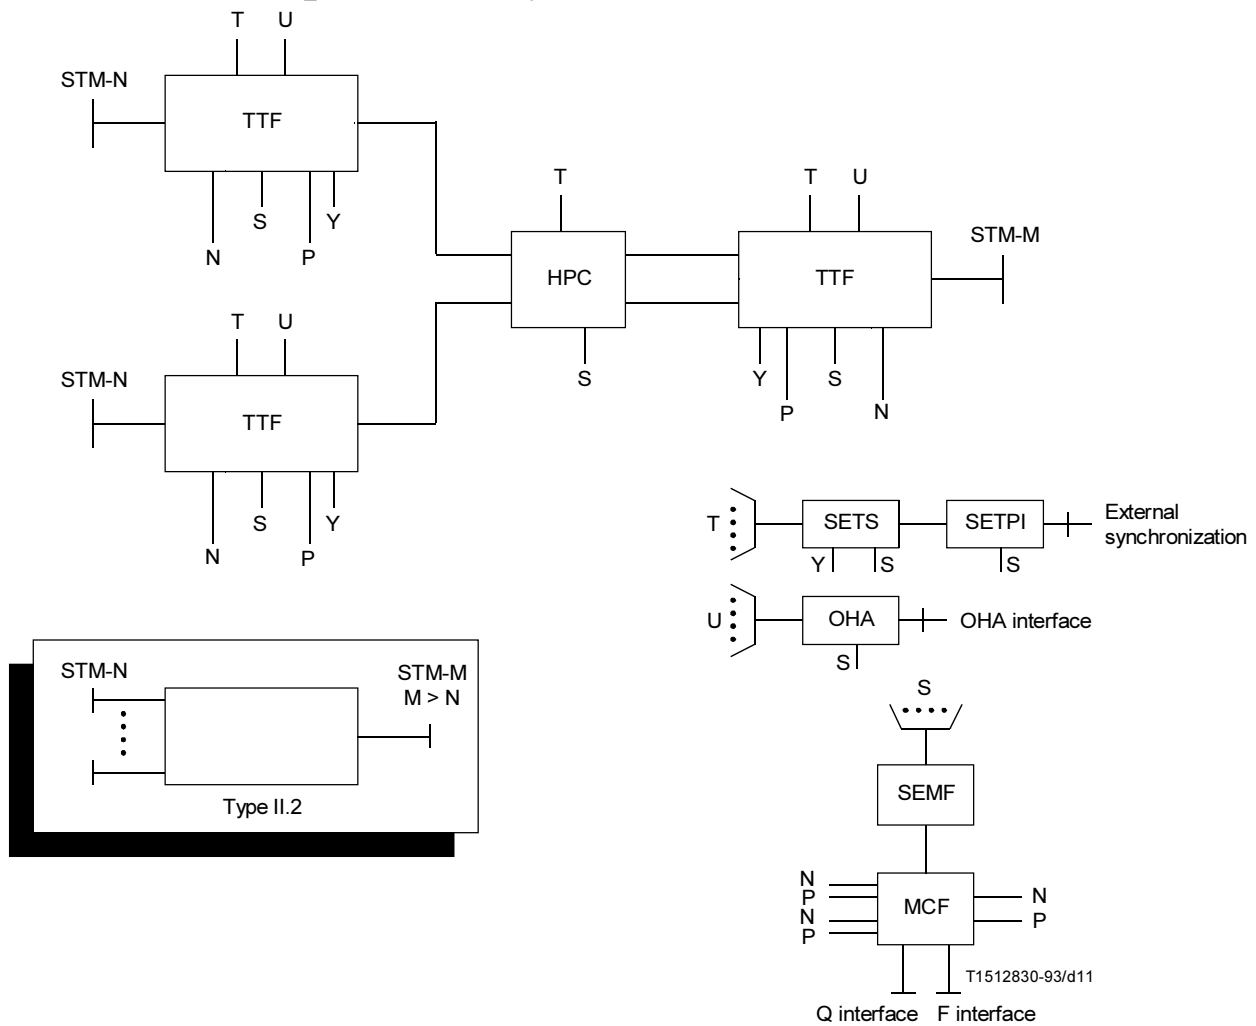 T U
STM-N
TTF
S Y
N P
T
T U
STM-M
HPC
TTF
S
Y S
P N
T U
STM-N
TTF
S Y
N P
T
SETS
SETPI
External
synchronization
Y S
S
U
OHA
OHA interface
S
STM-N
STM-M
M > N
Type II.2
S
SEMF
N
P
N
P
MCF
N
P
T1512830-93/d11
Q interface F interface